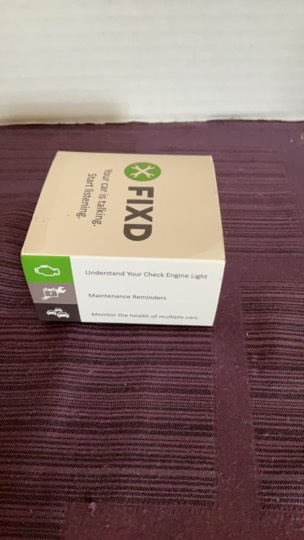 FIXD
Your car is talking.
Start listening.
Understand Your Check Engine Light
Maintenance Reminders
Monitor the health of multiple cars